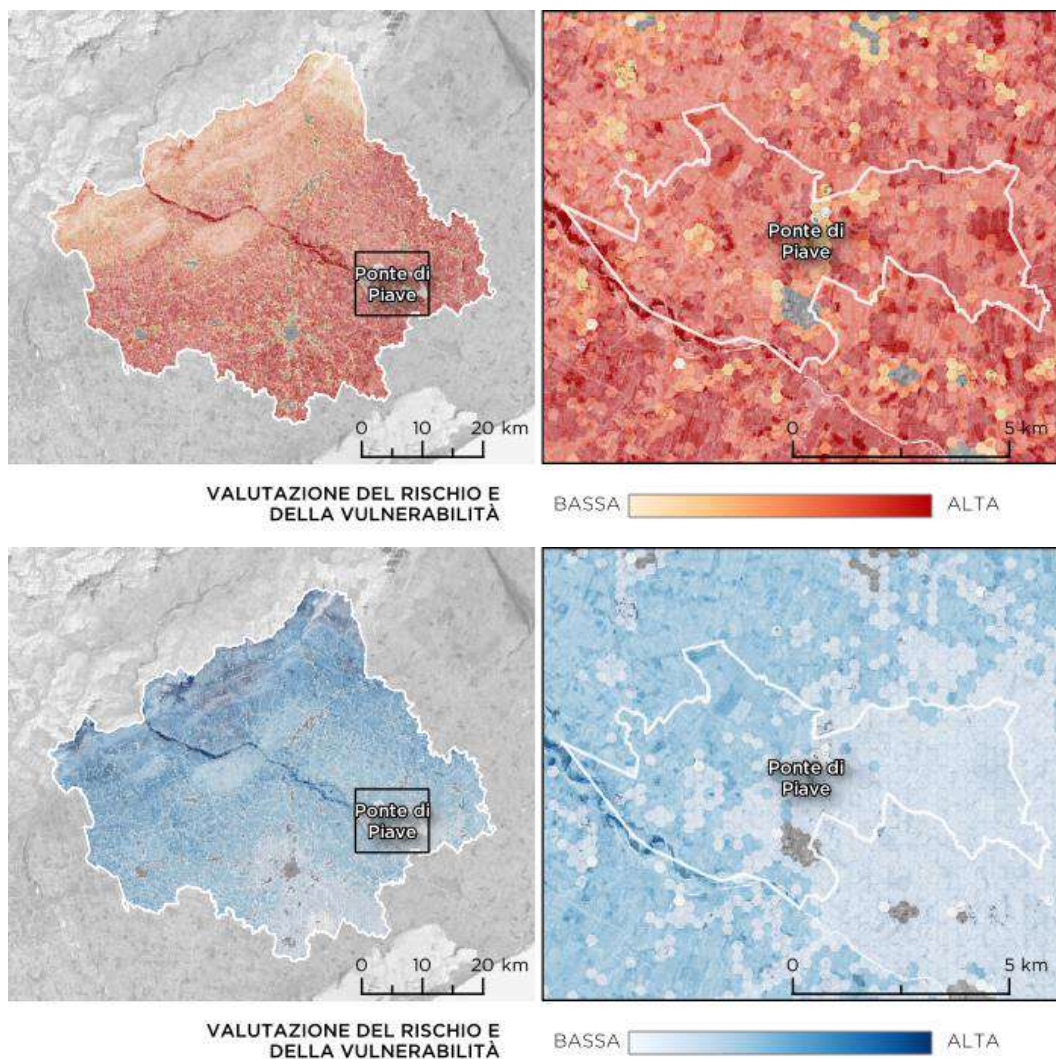 Ponte di
Piave
0 10 20 km
Ponte di
Piave
0 5 km
VALUTAZIONE DEL RISCHIO E
DELLA VULNERABILITÀ
BASSA ALTA
Ponte di
Piave
0 10 20 km
Ponte di
Piave
0 5 km
VALUTAZIONE DEL RISCHIO E
DELLA VULNERABILITÀ
BASSA ALTA